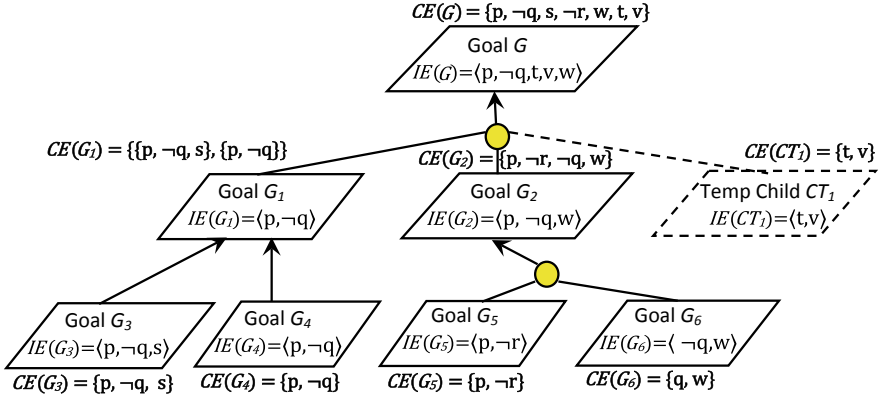 CE(G) = {p, ¬q, s, ¬r, w, t, v}
Goal G
IE(G)=⟨p,¬q,t,v,w⟩
CE(G1) = {{p, ¬q, s}, {p, ¬q}}
CE(G2) = {p, ¬r, ¬q, w}
CE(CT1) = {t, v}
Goal G1
IE(G1)=⟨p,¬q⟩
Goal G2
IE(G2)=⟨p, ¬q,w⟩
Temp Child CT1
IE(CT1)=⟨t,v⟩
Goal G3
IE(G3)=⟨p,¬q,s⟩
Goal G4
IE(G4)=⟨p,¬q⟩
Goal G5
IE(G5)=⟨p,¬r⟩
Goal G6
IE(G6)=⟨ ¬q,w⟩
CE(G3) = {p, ¬q, s}
CE(G4) = {p, ¬q}
CE(G5) = {p, ¬r}
CE(G6) = {q, w}